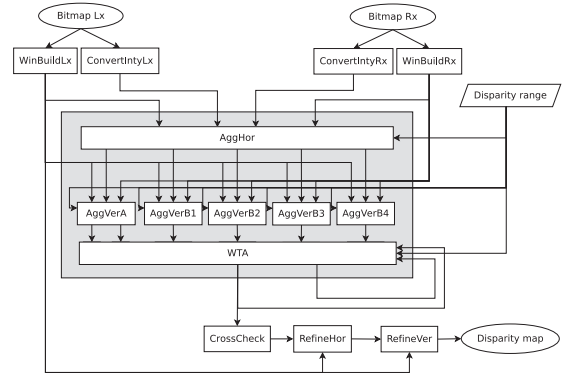 Bitmap Lx
Bitmap Rx
WinBuildLx
ConvertIntyLx
ConvertIntyRx
WinBuildRx
Disparity range
AggHor
AggVerA
AggVerB1
AggVerB2
AggVerB3
AggVerB4
WTA
CrossCheck
RefineHor
RefineVer
Disparity map